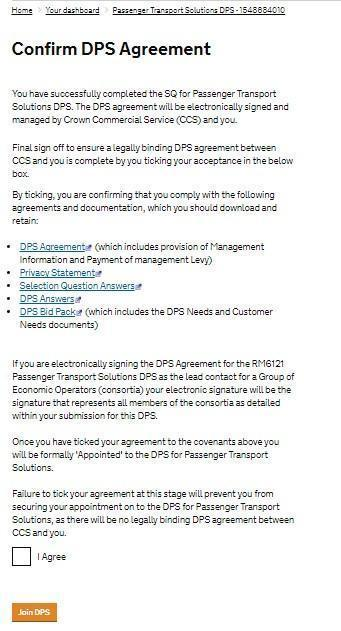 Home > Your dashboard > Passenger Transport Solutions DPS - 1548684010
Confirm DPS Agreement
You have successfully completed the SQ for Passenger Transport
Solutions DPS. The DPS agreement will be electronically signed and
managed by Crown Commercial Service (CCS) and you.
Final sign off to ensure a legally binding DPS agreement between
CCS and you is complete by you ticking your acceptance in the below
box.
By ticking, you are confirming that you comply with the following
agreements and documentation, which you should download and
retain:
• DPS Agreement (which includes provision of Management
Information and Payment of management Levy)
• Privacy Statement
• Selection Question Answers
• DPS Answers
• DPS Bid Pack (which includes the DPS Needs and Customer
Needs documents)
If you are electronically signing the DPS Agreement for the RM6121
Passenger Transport Solutions DPS as the lead contact for a Group of
Economic Operators (consortia) your electronic signature will be the
signature that represents all members of the consortia as detailed
within your submission for this DPS.
Once you have ticked your agreement to the covenants above you
will be formally 'Appointed' to the DPS for Passenger Transport
Solutions.
Failure to tick your agreement at this stage will prevent you from
securing your appointment on to the DPS for Passenger Transport
Solutions, as there will be no legally binding DPS agreement between
CCS and you.
I Agree
Join DPS